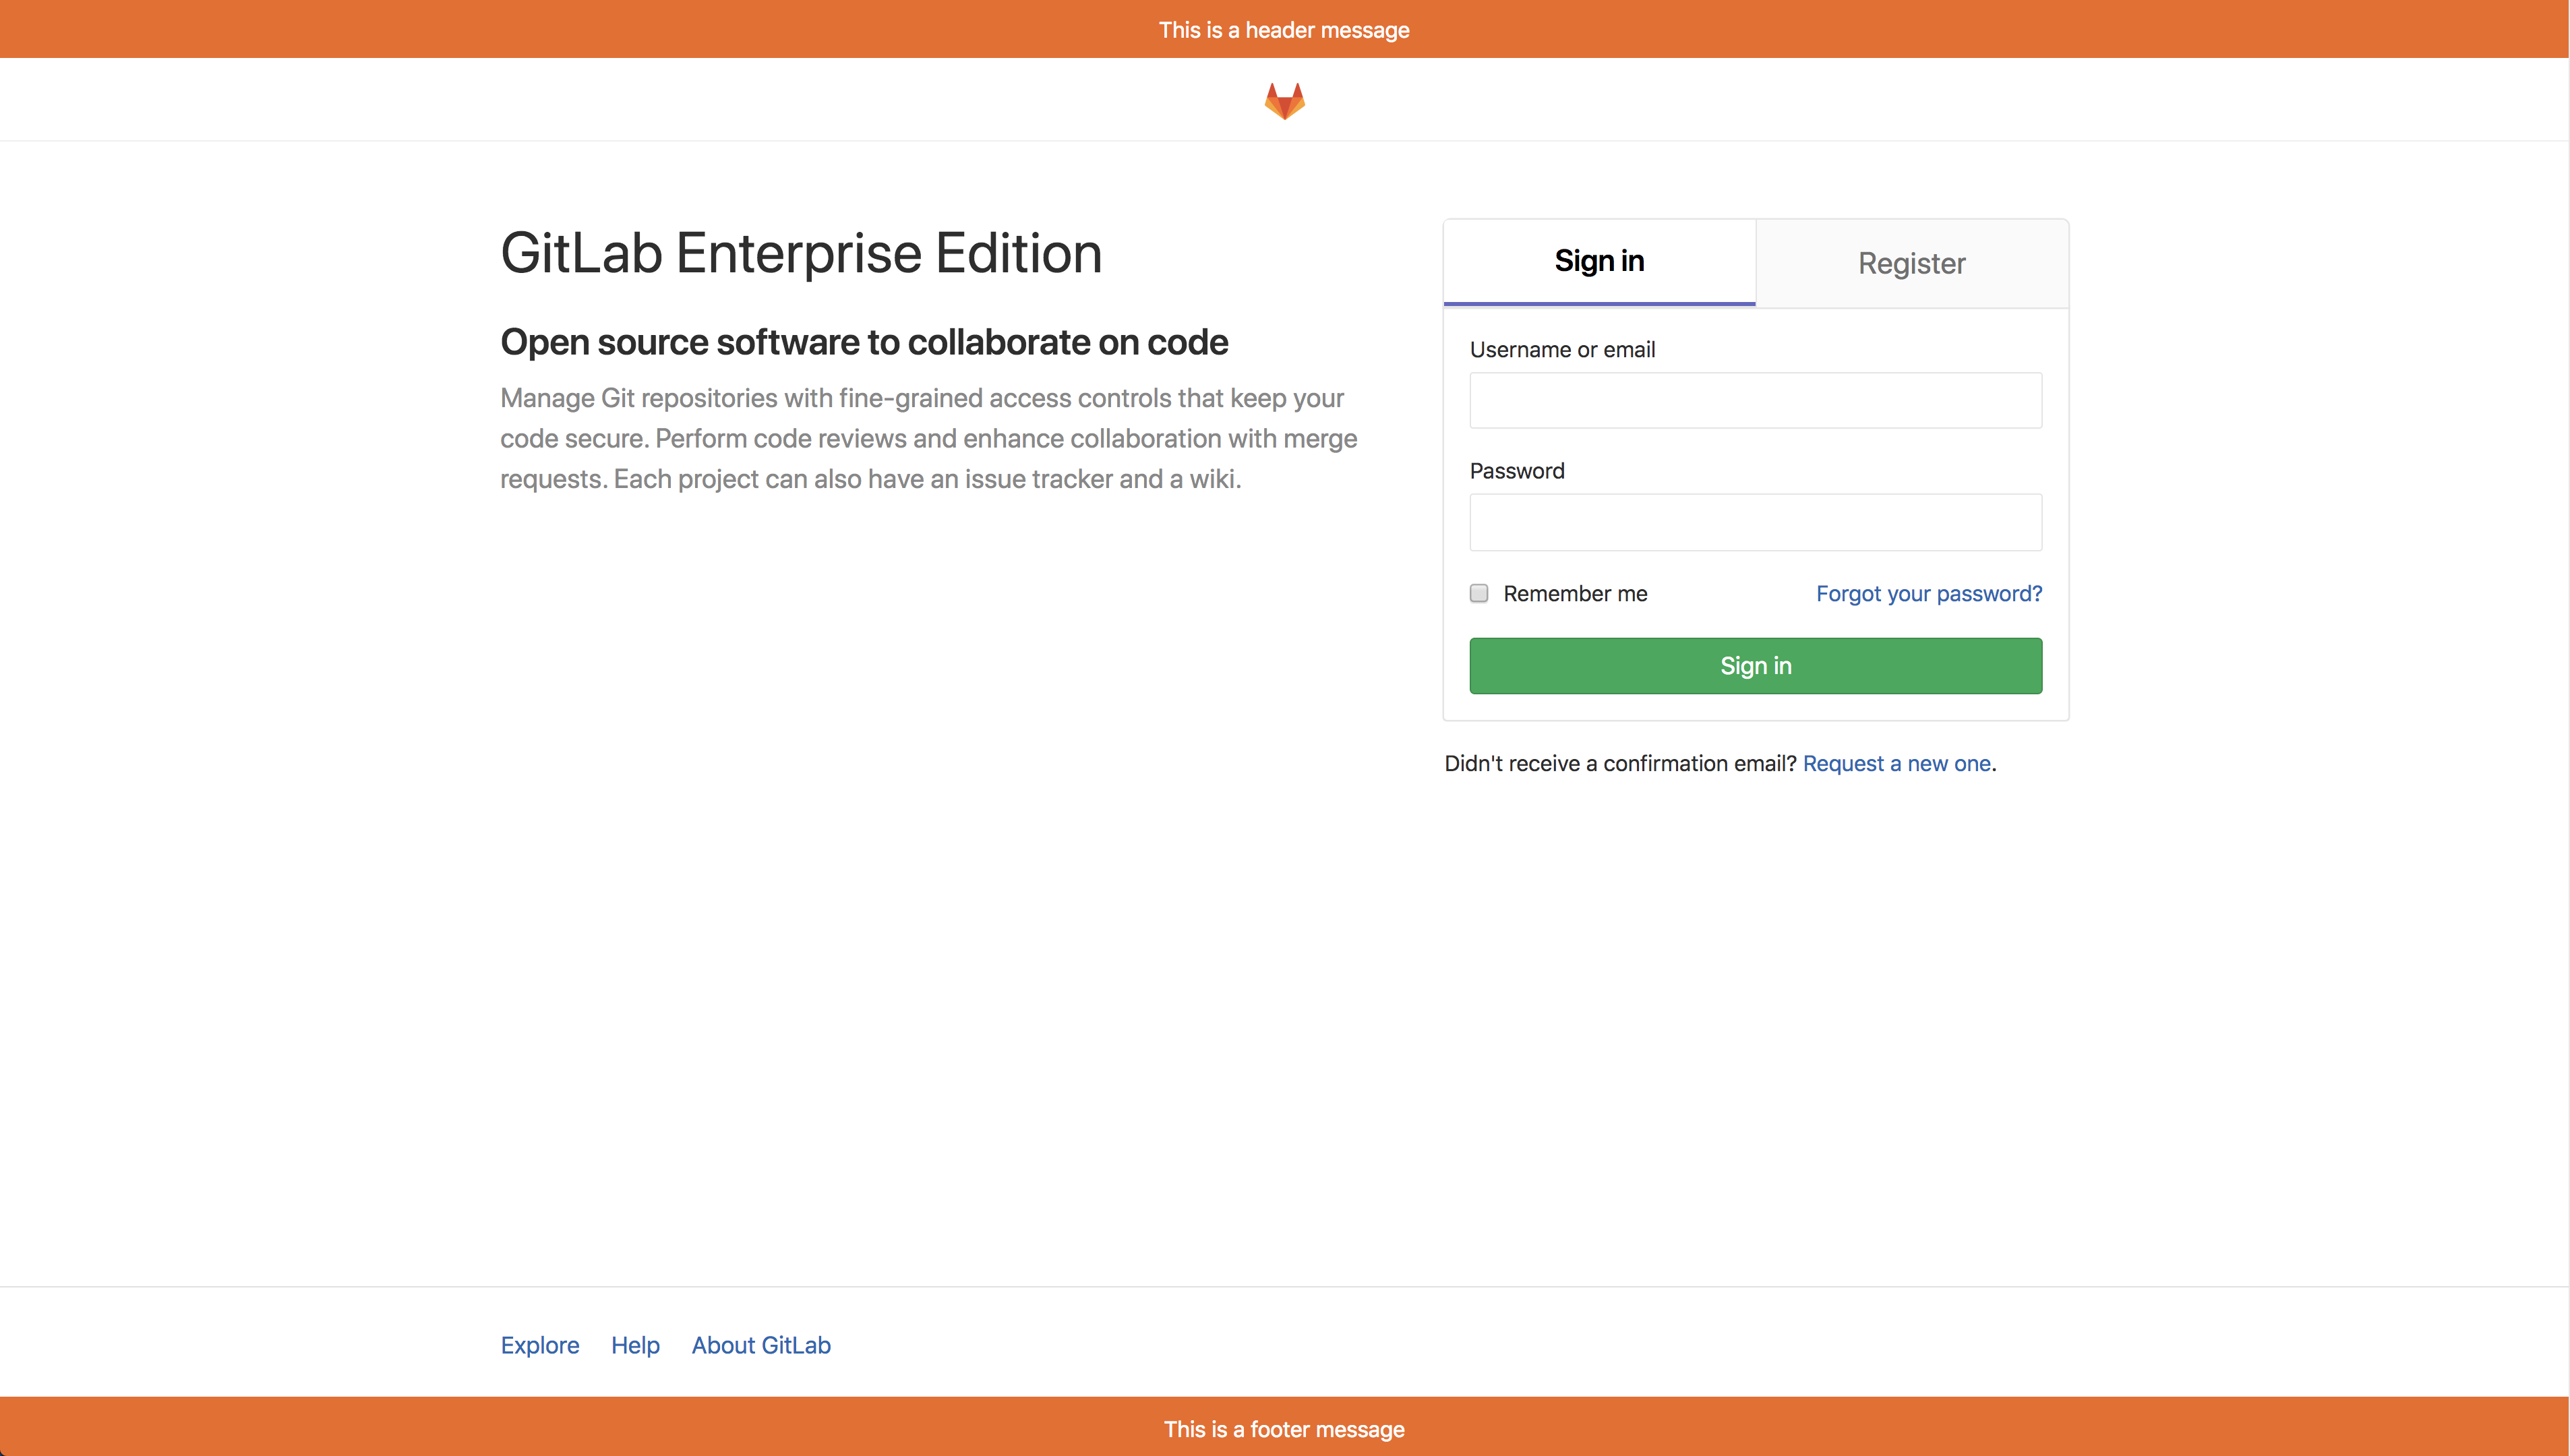 This is a header message
GitLab Enterprise Edition
Open source software to collaborate on code
Manage Git repositories with fine-grained access controls that keep your
code secure. Perform code reviews and enhance collaboration with merge
requests. Each project can also have an issue tracker and a wiki.
Sign in
Register
Username or email
Password
Remember me
Forgot your password?
Sign in
Didn't receive a confirmation email? Request a new one.
Explore
Help
About GitLab
This is a footer message